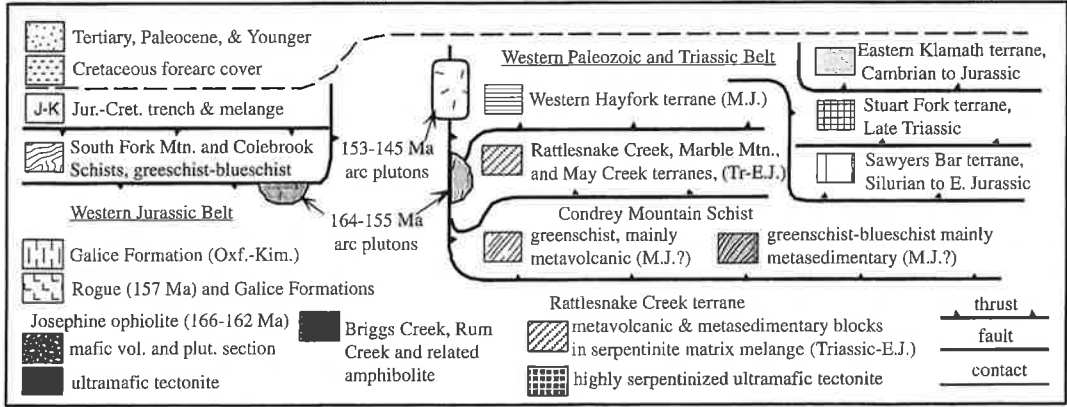 Tertiary, Paleocene, & Younger
Cretaceous forearc cover
J-K Jur.-Cret. trench & melange
South Fork Mtn. and Colebrook
Schists, greeschist-blueschist
Western Jurassic Belt
Galice Formation (Oxf.-Kim.)
Rogue (157 Ma) and Galice Formations
Josephine ophiolite (166-162 Ma)
mafic vol. and plut. section
ultramafic tectonite
Briggs Creek, Rum
Creek and related
amphibolite
153-145 Ma
arc plutons
164-155 Ma
arc plutons
Western Paleozoic and Triassic Belt
Western Hayfork terrane (M.J.)
Rattlesnake Creek, Marble Mtn.,
and May Creek terranes, (Tr-E.J.)
Condrey Mountain Schist
greenschist, mainly
metavolcanic (M.J.?)
greenschist-blueschist mainly
metasedimentary (M.J.?)
Eastern Klamath terrane,
Cambrian to Jurassic
Stuart Fork terrane,
Late Triassic
Sawyers Bar terrane,
Silurian to E. Jurassic
Rattlesnake Creek terrane
metavolcanic & metasedimentary blocks
in serpentinite matrix melange (Triassic-E.J.)
highly serpentinized ultramafic tectonite
thrust
fault
contact